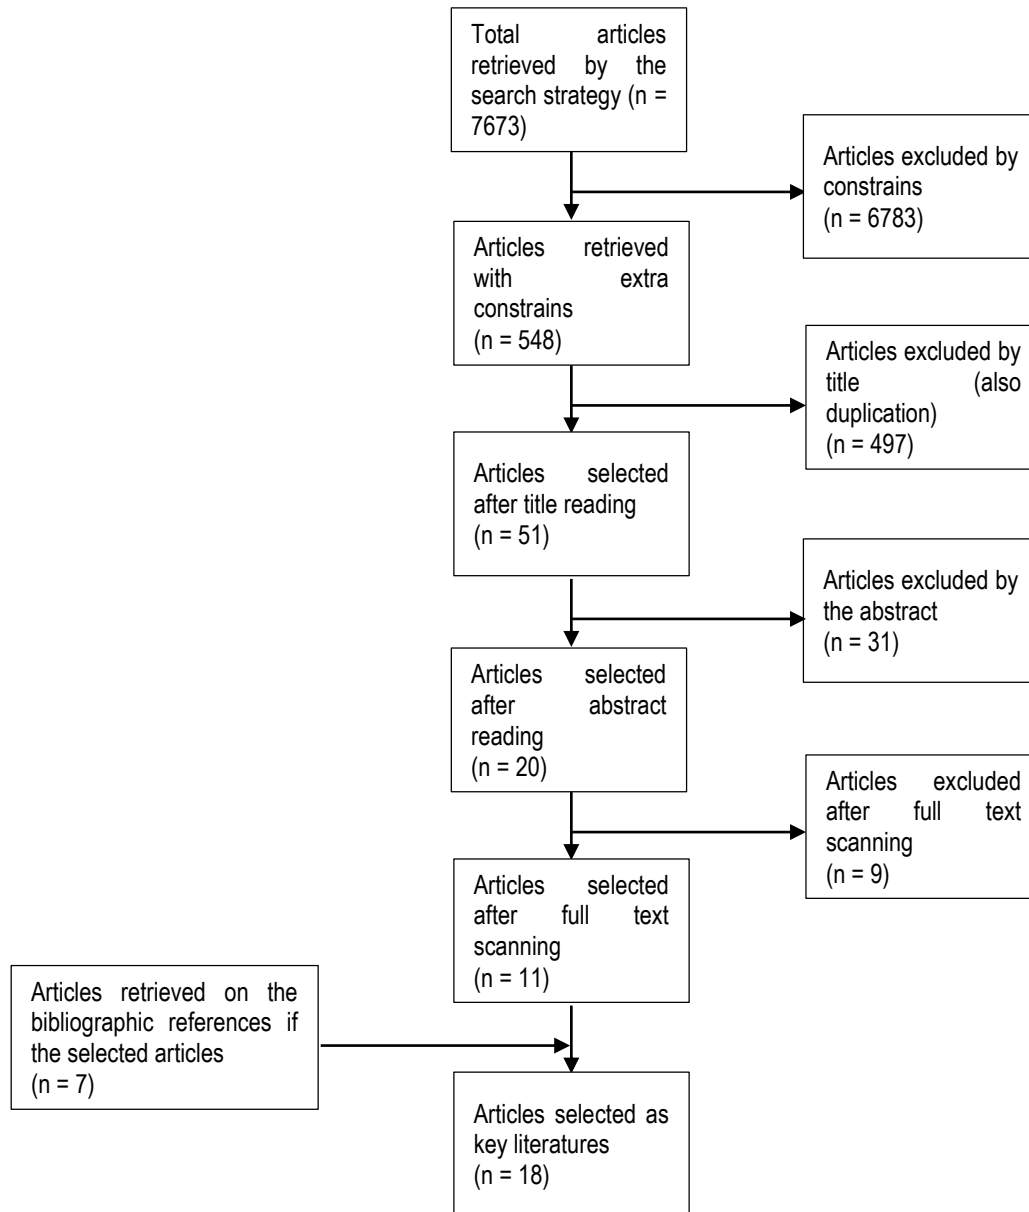 Total articles
retrieved by the
search strategy (n =
7673)
Articles excluded by
constrains
(n = 6783)
Articles retrieved
with extra
constrains
(n = 548)
Articles excluded by
title (also
duplication)
(n = 497)
Articles selected
after title reading
(n = 51)
Articles excluded by
the abstract
(n = 31)
Articles selected
after abstract
reading
(n = 20)
Articles excluded
after full text
scanning
(n = 9)
Articles selected
after full text
scanning
(n = 11)
Articles retrieved on the
bibliographic references if
the selected articles
(n = 7)
Articles selected as
key literatures
(n = 18)